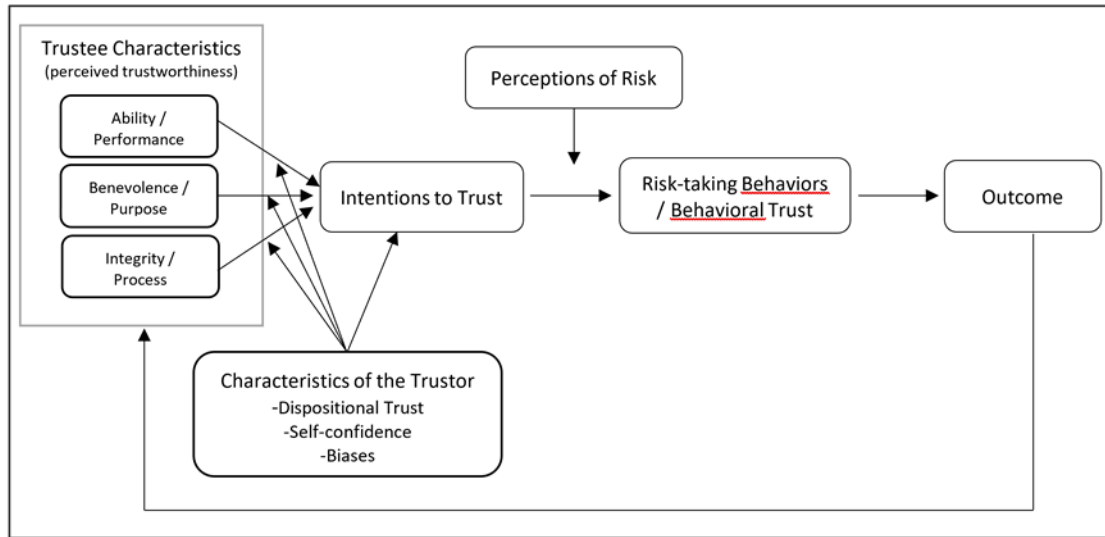 Trustee Characteristics
(perceived trustworthiness)
Ability /
Performance
Benevolence /
Purpose
Integrity /
Process
Perceptions of Risk
Intentions to Trust
Risk-taking Behaviors
/ Behavioral Trust
Outcome
Characteristics of the Trustor
-Dispositional Trust
-Self-confidence
-Biases